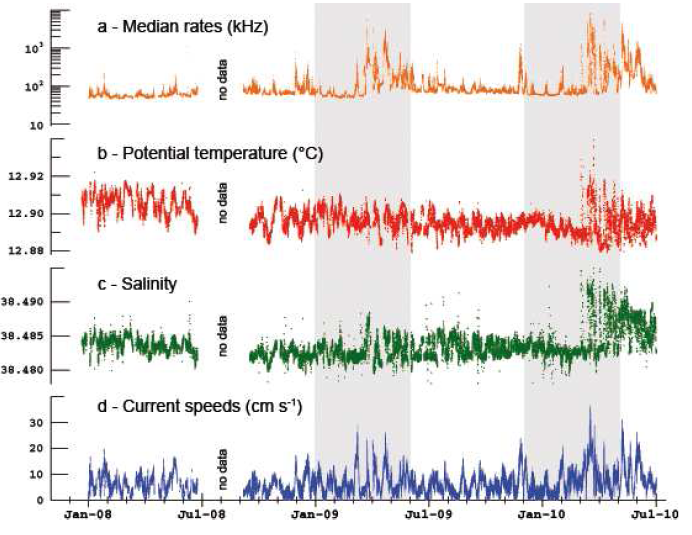 a - Median rates (kHz)
10³
10²
10
no data
b - Potential temperature (°C)
12.92
12.90
12.88
no data
c - Salinity
38.490
38.485
38.480
no data
d - Current speeds (cm s⁻¹)
30
20
10
0
no data
Jan-08 Jul-08 Jan-09 Jul-09 Jan-10 Jul-10